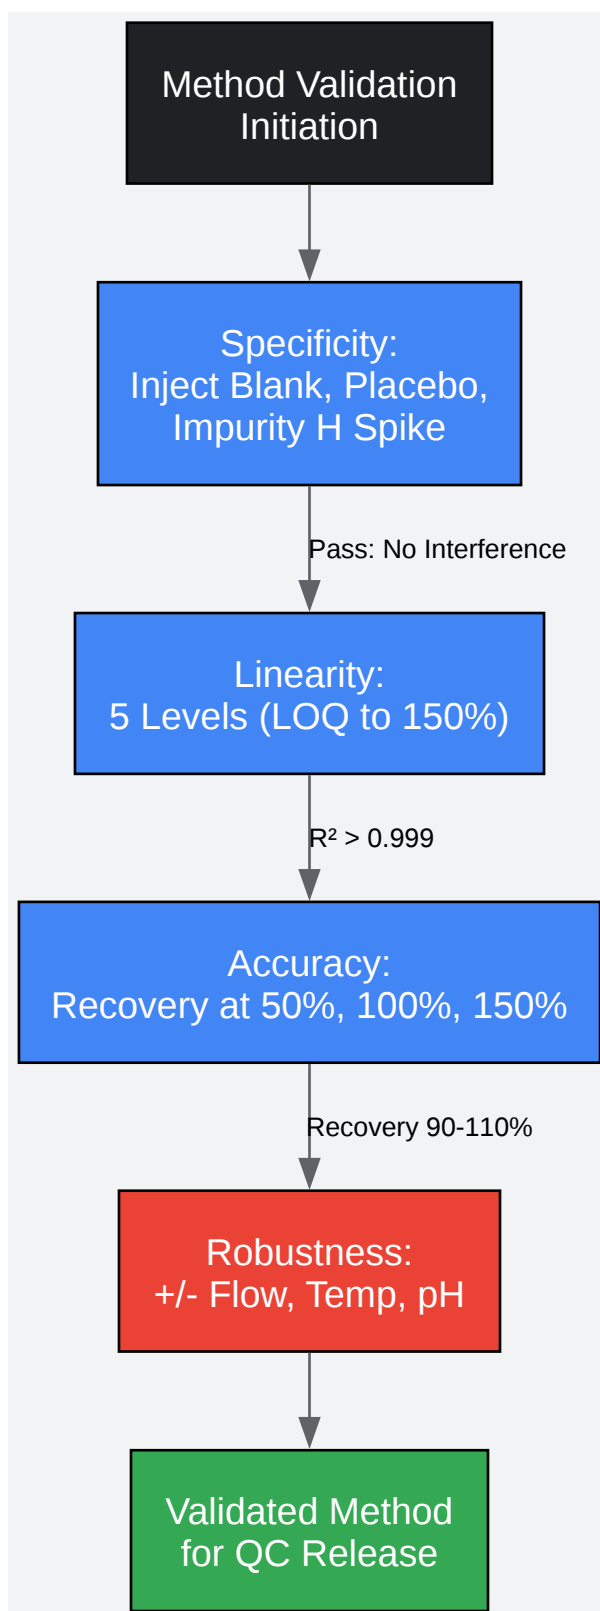 Method Validation
Initiation
Specificity:
Inject Blank, Placebo,
Impurity H Spike
Pass: No Interference
Linearity:
5 Levels (LOQ to 150%)
R² > 0.999
Accuracy:
Recovery at 50%, 100%, 150%
Recovery 90-110%
Robustness:
+/- Flow, Temp, pH
Validated Method
for QC Release